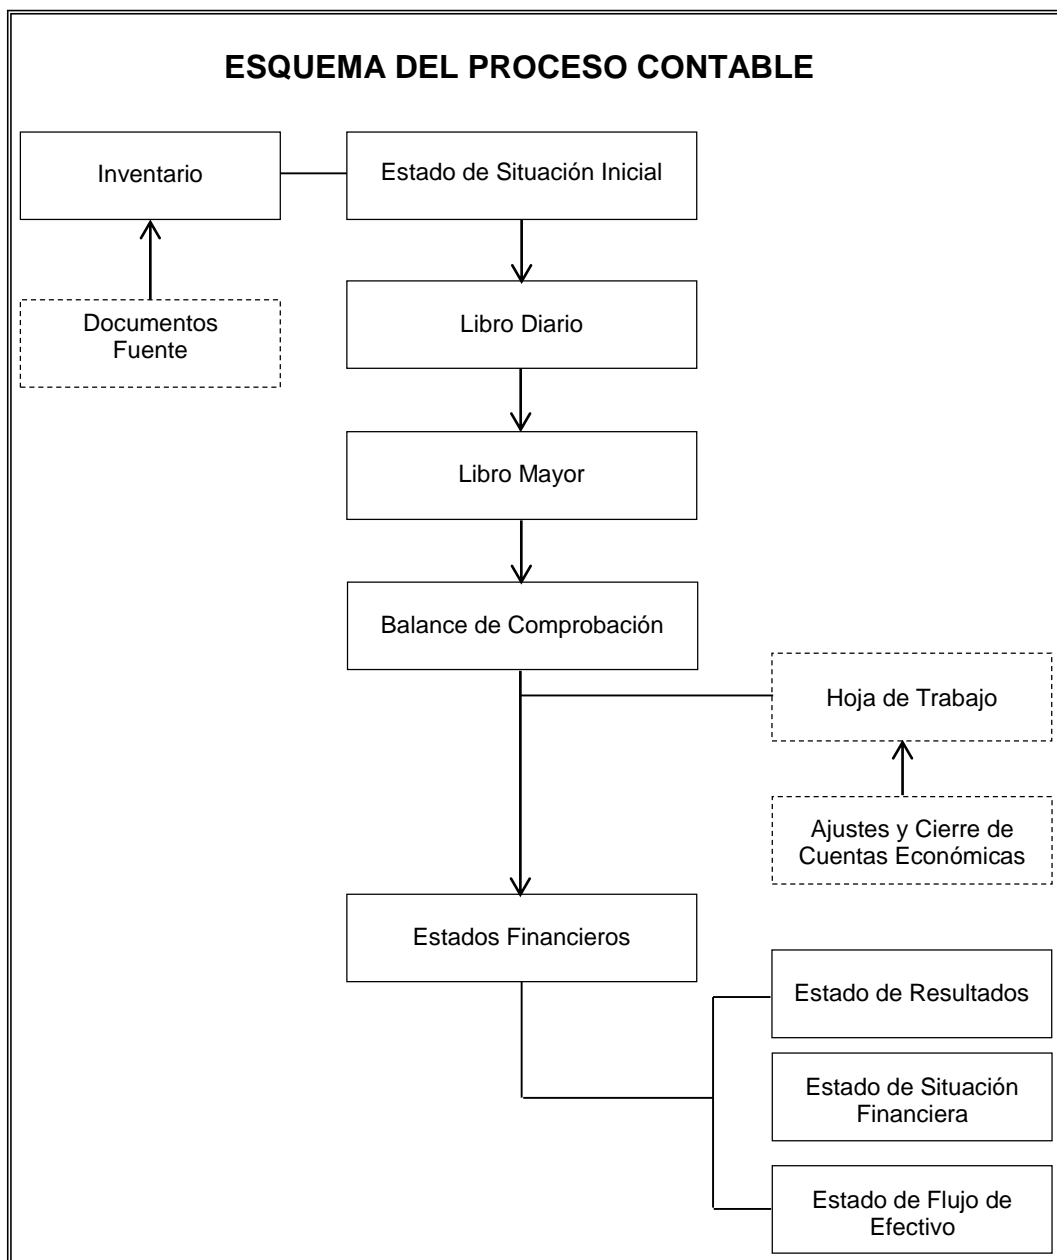 ESQUEMA DEL PROCESO CONTABLE
Inventario
Estado de Situación Inicial
Documentos
Fuente
Libro Diario
Libro Mayor
Balance de Comprobación
Hoja de Trabajo
Ajustes y Cierre de
Cuentas Económicas
Estados Financieros
Estado de Resultados
Estado de Situación
Financiera
Estado de Flujo de
Efectivo